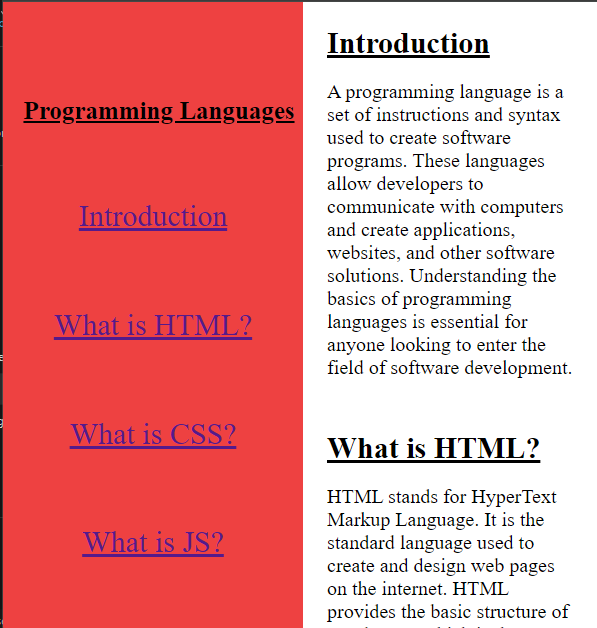 Programming Languages
Introduction
What is HTML?
What is CSS?
What is JS?
Introduction
A programming language is a
set of instructions and syntax
used to create software
programs. These languages
allow developers to
communicate with computers
and create applications,
websites, and other software
solutions. Understanding the
basics of programming
languages is essential for
anyone looking to enter the
field of software development.
What is HTML?
HTML stands for HyperText
Markup Language. It is the
standard language used to
create and design web pages
on the internet. HTML
provides the basic structure of